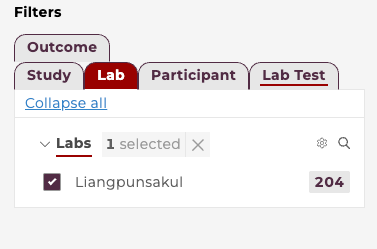 Filters
Outcome
Study Lab Participant Lab Test
Collapse all
Labs 1 selected
Liangpunsakul 204